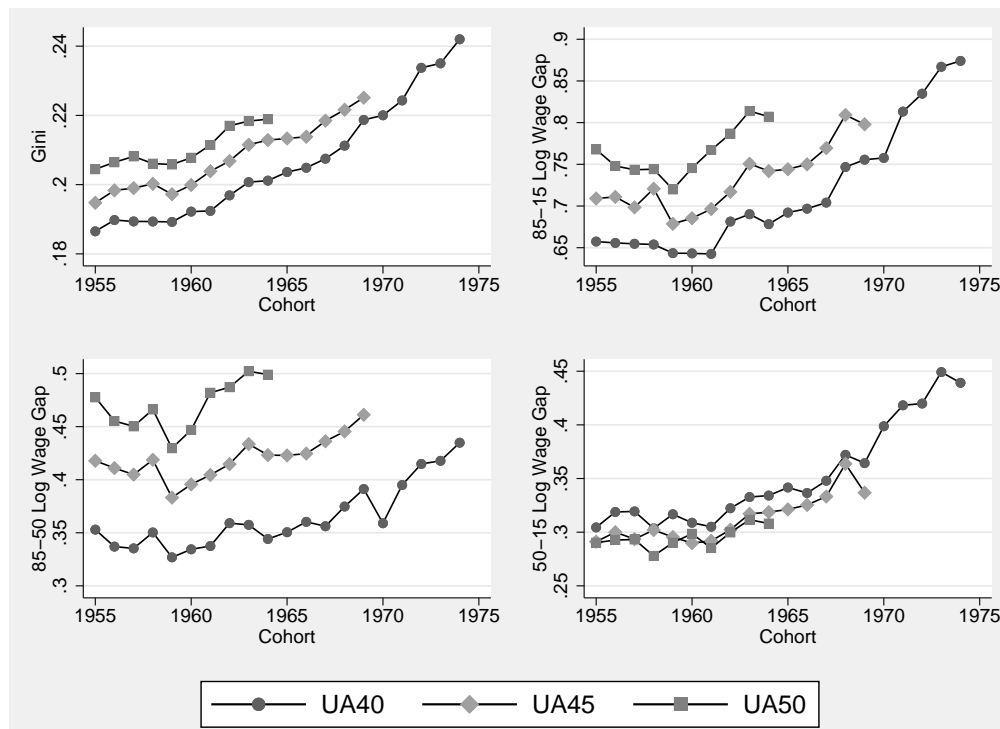 Gini
.24
.22
.2
.18
1955 1960 1965 1970 1975
Cohort
85−15 Log Wage Gap
.9
.85
.8
.75
.7
.65
1955 1960 1965 1970 1975
Cohort
85−50 Log Wage Gap
.5
.45
.4
.35
.3
1955 1960 1965 1970 1975
Cohort
50−15 Log Wage Gap
.45
.4
.35
.3
.25
1955 1960 1965 1970 1975
Cohort
UA40 UA45 UA50